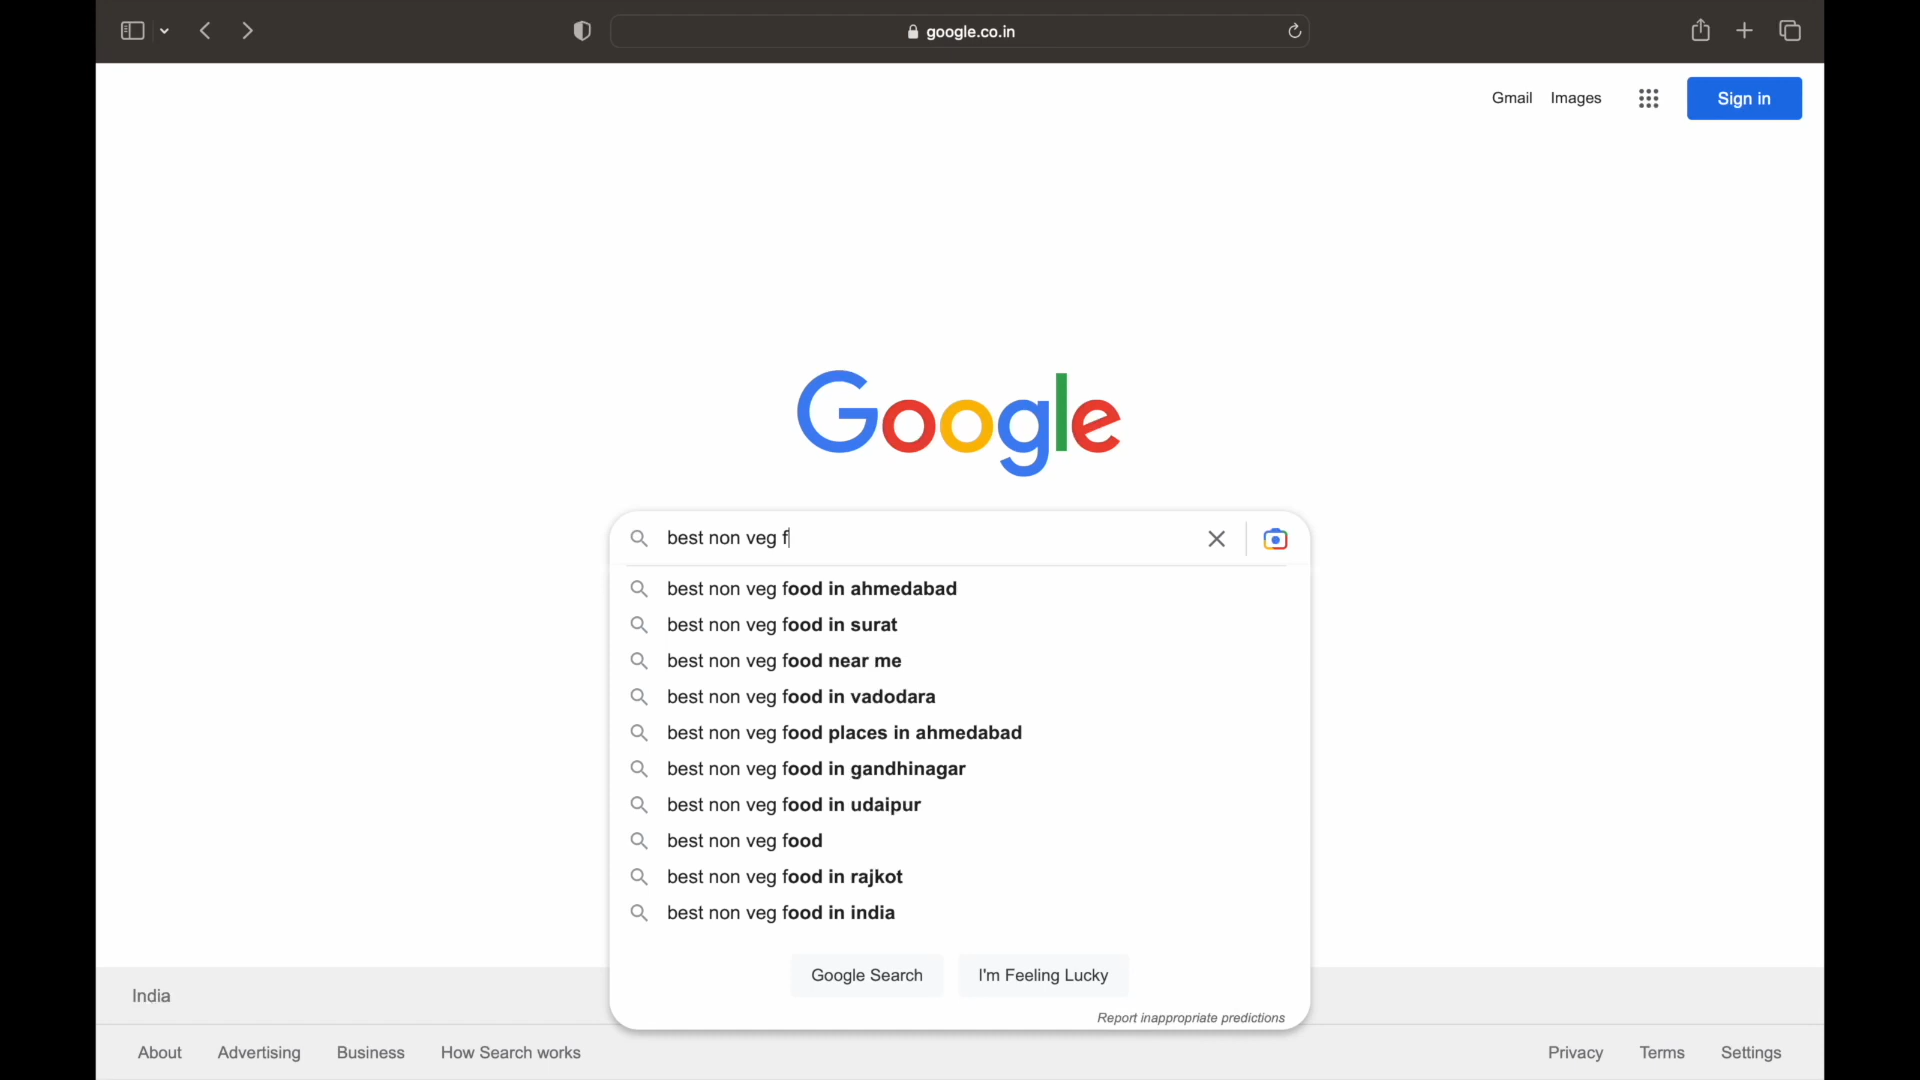 google.co.in
Gmail Images Sign in
Google
best non veg f
best non veg food in ahmedabad
best non veg food in surat
best non veg food near me
best non veg food in vadodara
best non veg food places in ahmedabad
best non veg food in gandhinagar
best non veg food in udaipur
best non veg food
best non veg food in rajkot
best non veg food in india
Google Search I'm Feeling Lucky
Report inappropriate predictions
India
About Advertising Business How Search works Privacy Terms Settings